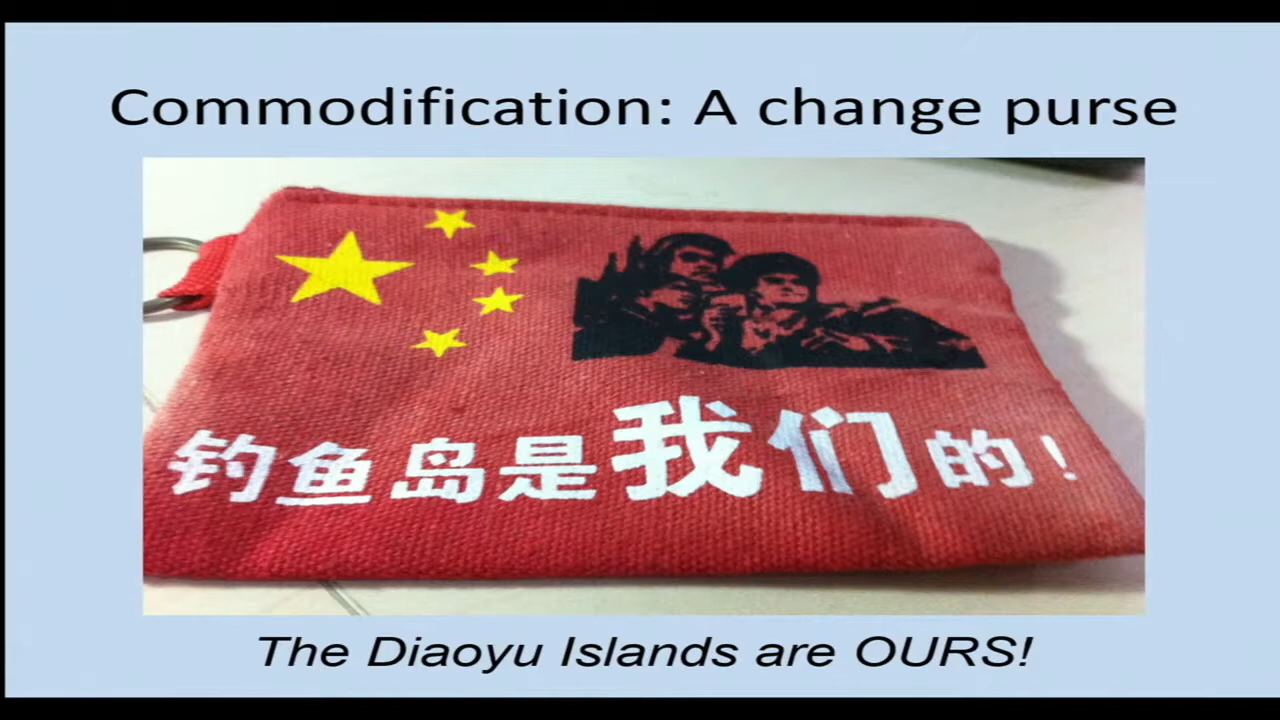 Commodification: A change purse
钓鱼岛是我们的！
The Diaoyu Islands are OURS!